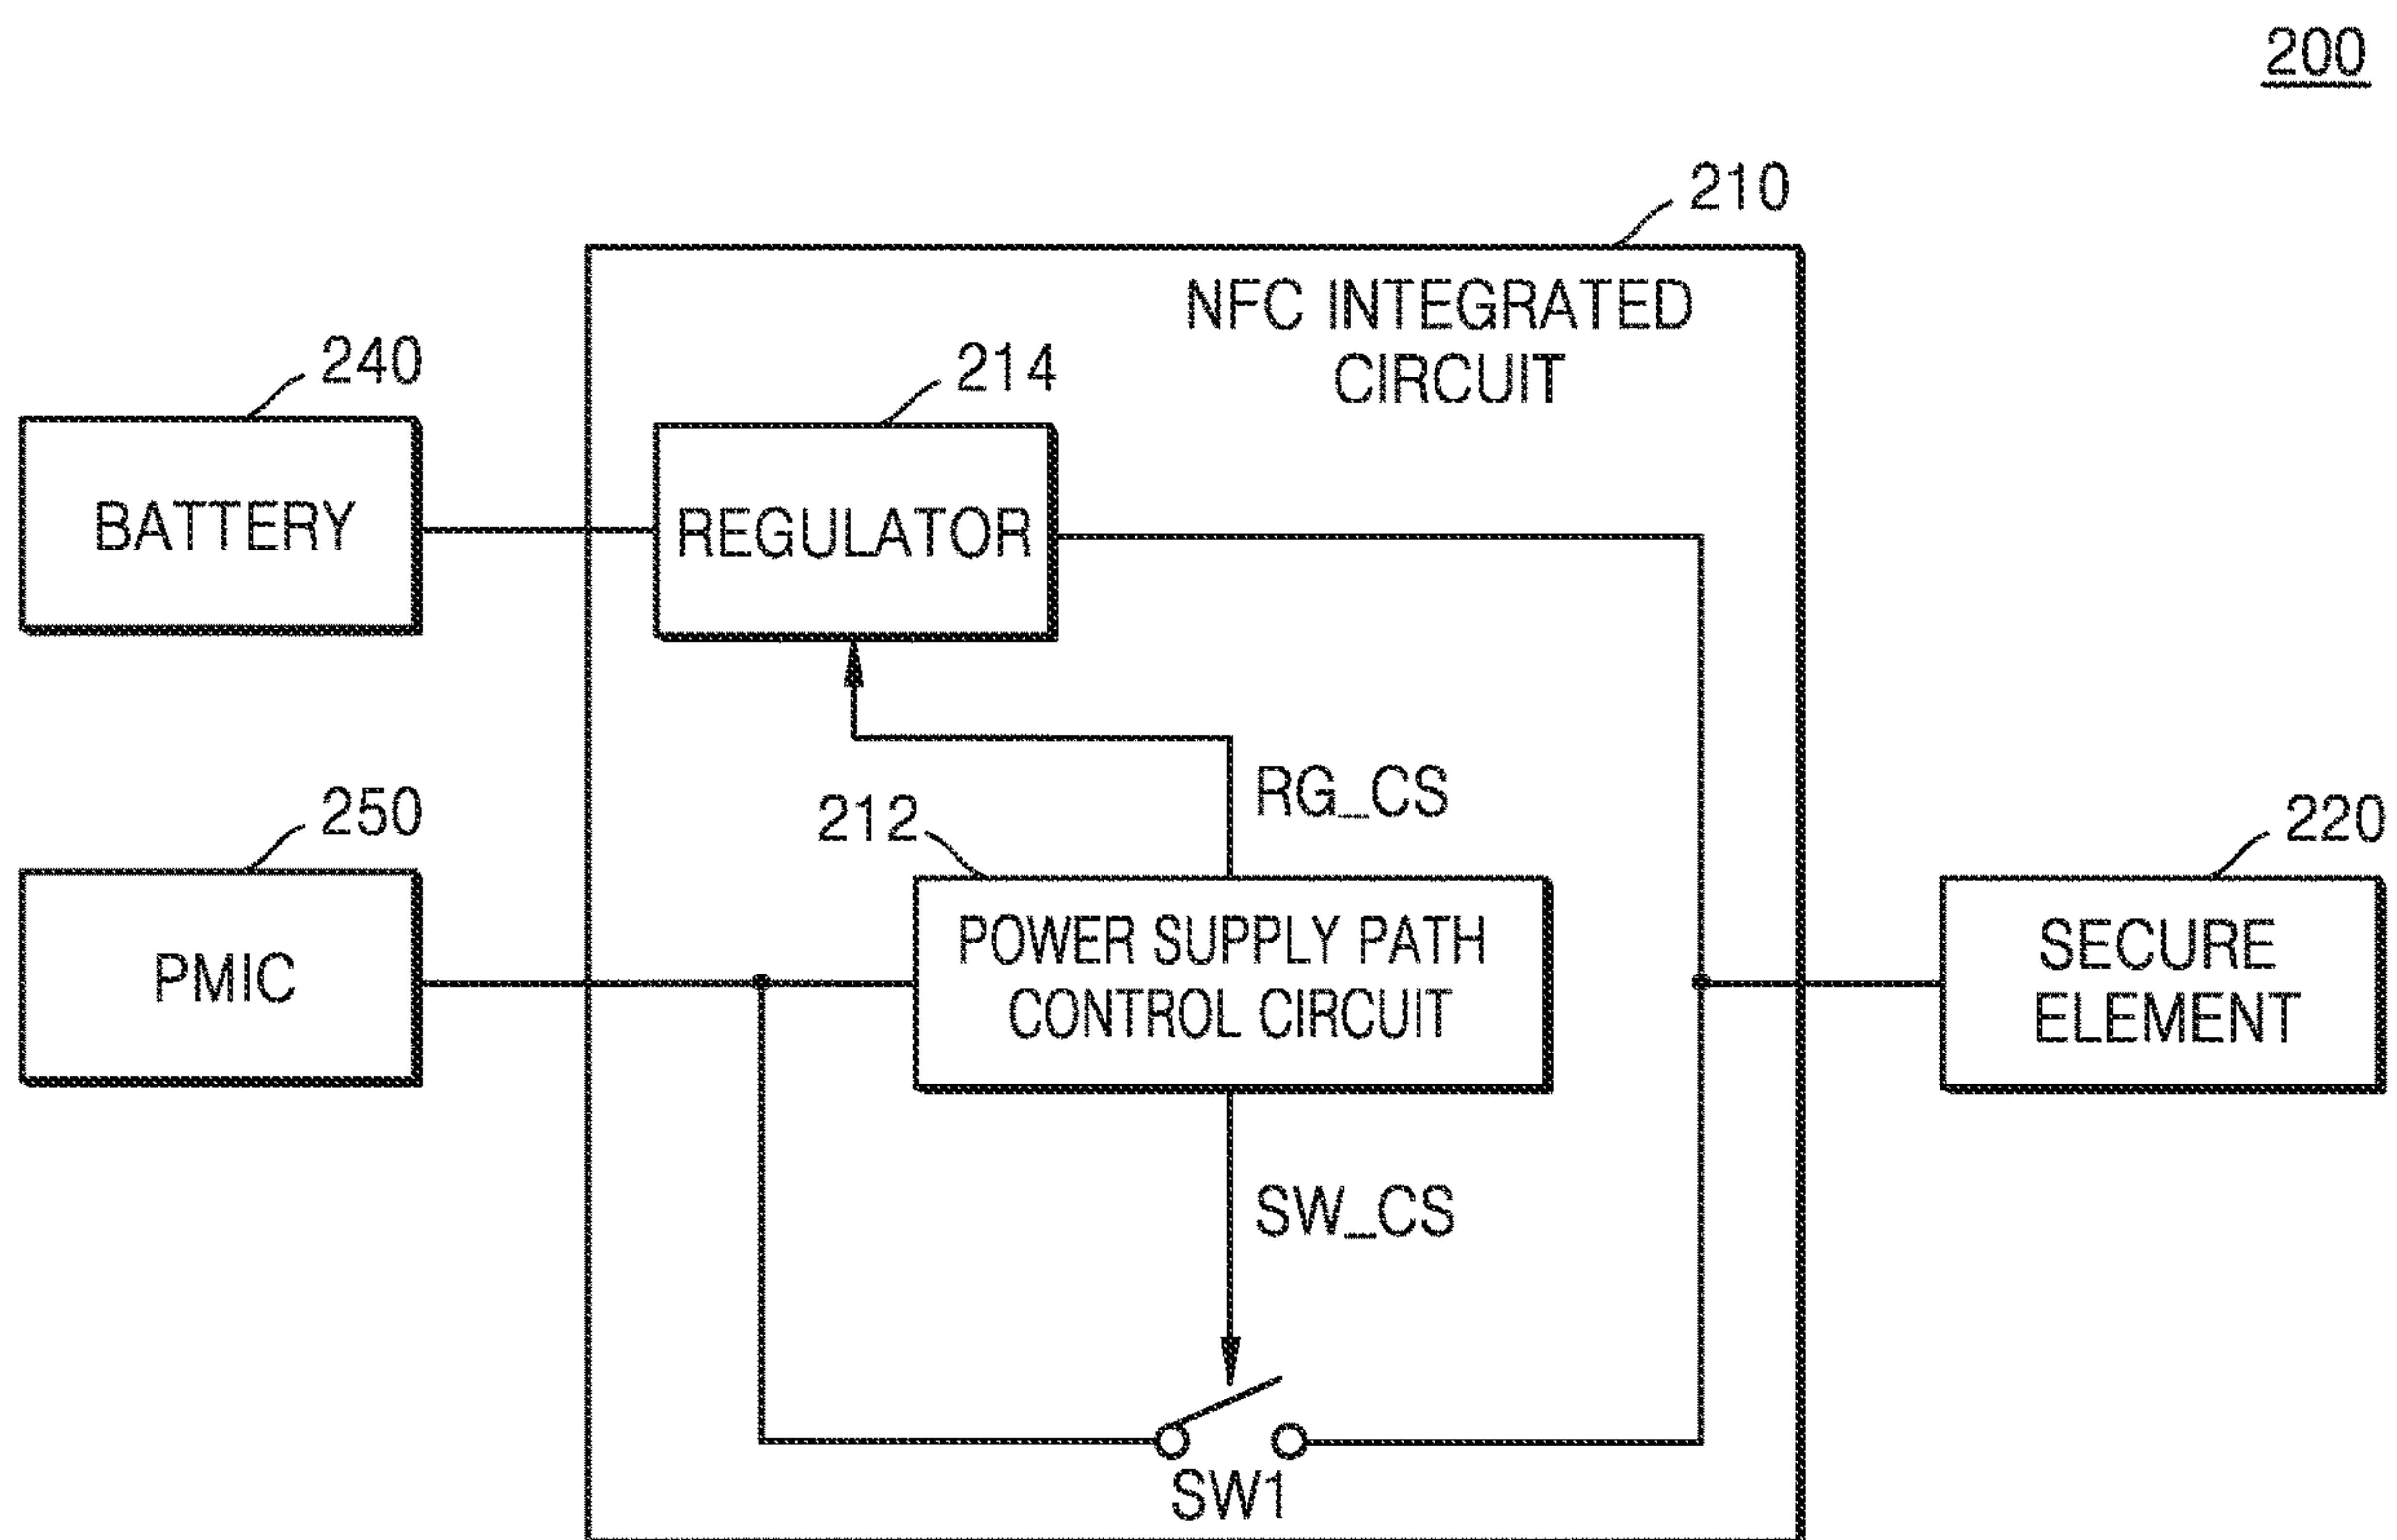 200
210
NFC INTEGRATED
CIRCUIT
240
214
BATTERY
REGULATOR
RG_CS
250
212
220
PMIC
POWER SUPPLY PATH
CONTROL CIRCUIT
SECURE
ELEMENT
SW_CS
SW1